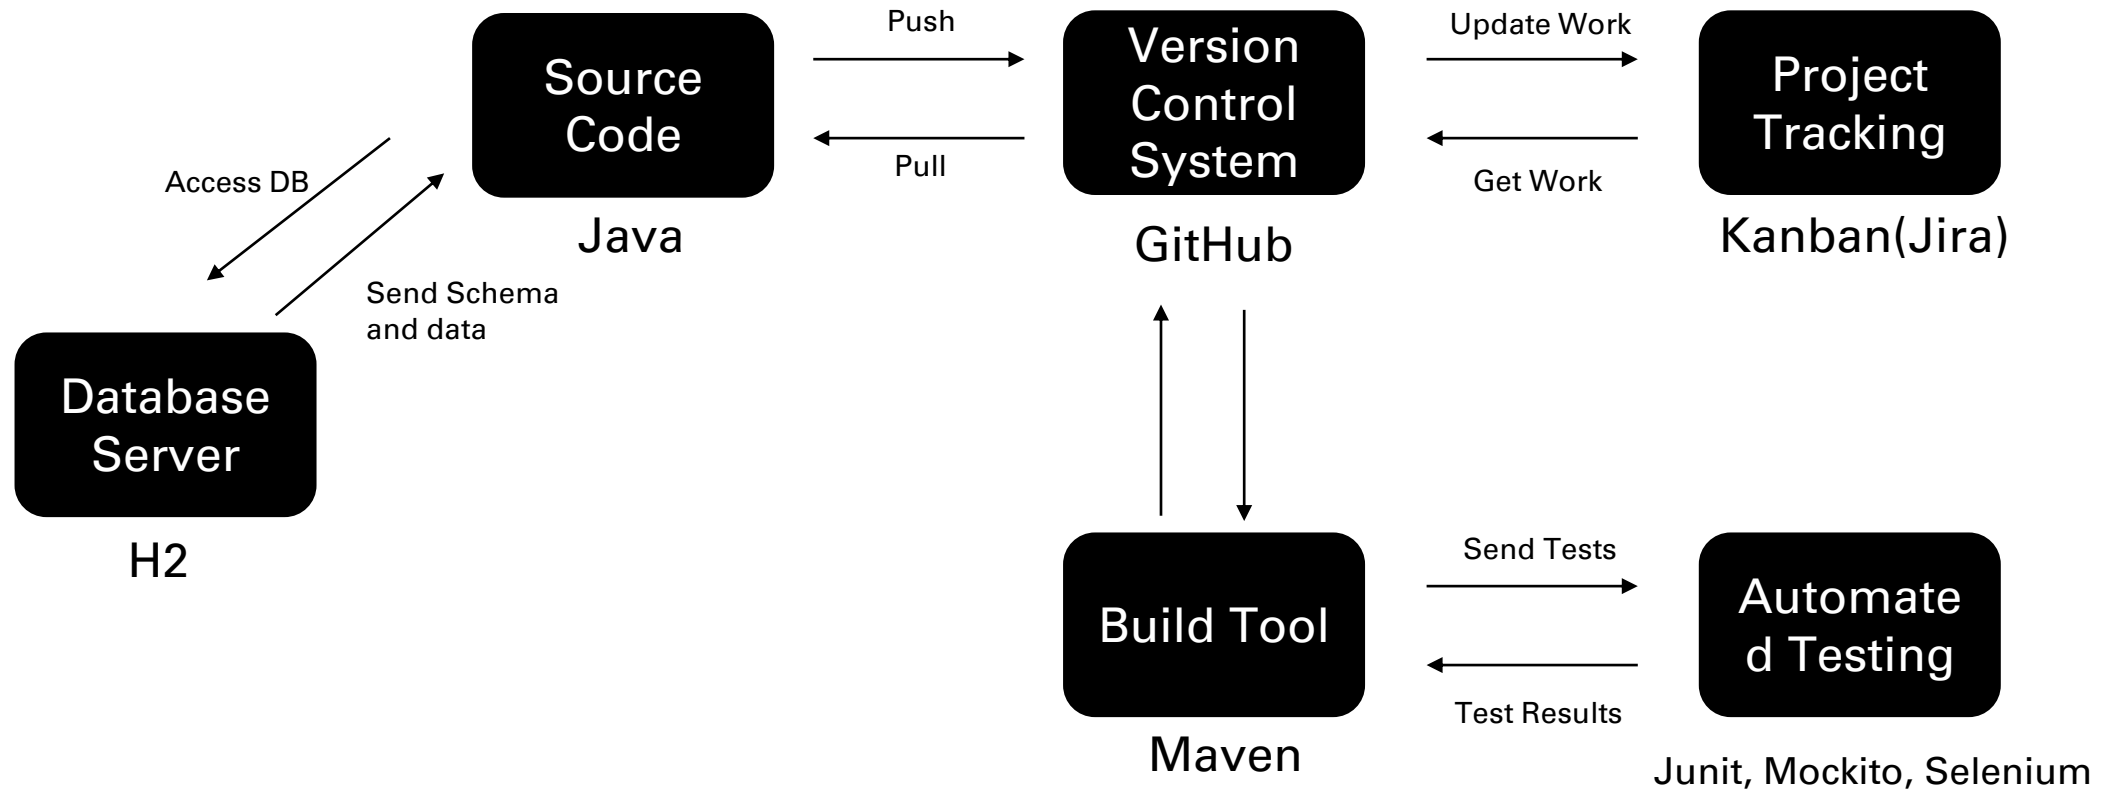 Source
Code
Java
Push
Pull
Version
Control
System
GitHub
Update Work
Get Work
Project
Tracking
Kanban(Jira)
Access DB
Send Schema
and data
Database
Server
H2
Build Tool
Maven
Send Tests
Test Results
Automate
d Testing
Junit, Mockito, Selenium